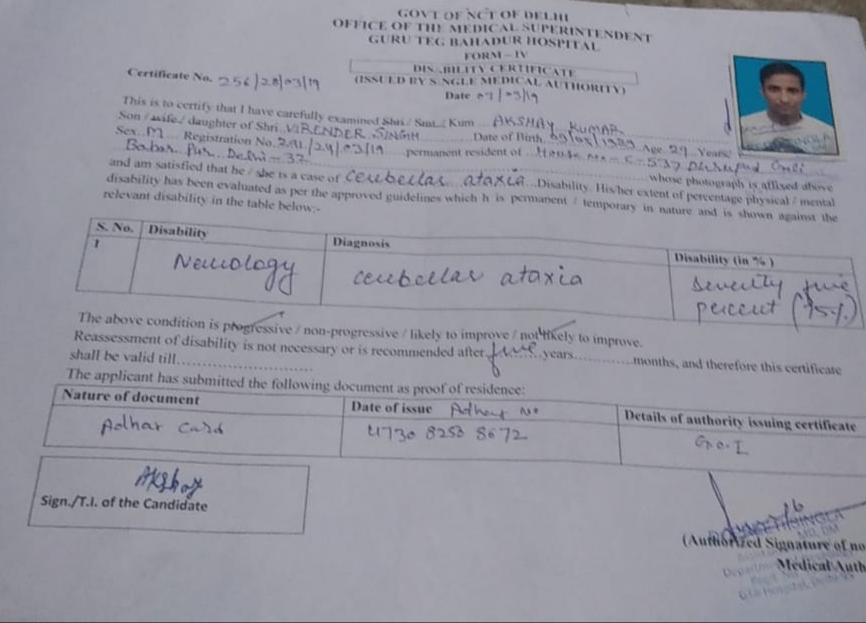 GOVT OF NCT OF DELHI
OFFICE OF THE MEDICAL SUPERINTENDENT
GURU TEG BAHADUR HOSPITAL
FORM – IV
DISABILITY CERTIFICATE
(ISSUED BY SINGLE MEDICAL AUTHORITY)
Certificate No. 256/28/03/19
Date 07/03/19
This is to certify that I have carefully examined Shri / Smt./ Kum AKSHAY KUMAR
Son / wife / daughter of Shri VIRENDER SINGH Date of Birth Age 29 Years
Sex M Registration No. permanent resident of House No - C-537
Delhi-32 whose photograph is affixed above
and am satisfied that he / she is a case of cerebellar ataxia Disability. His/her extent of percentage physical / mental
disability has been evaluated as per the approved guidelines which h is permanent / temporary in nature and is shown against the
relevant disability in the table below:-
S. No. Disability Diagnosis Disability (in %)
1 Neurology cerebellar ataxia Seventy five percent (75%)
The above condition is progressive / non-progressive / likely to improve / not likely to improve.
Reassessment of disability is not necessary or is recommended after five years............months, and therefore this certificate
shall be valid till........................
The applicant has submitted the following document as proof of residence:
Nature of document Date of issue Adhar No Details of authority issuing certificate
Adhar Card 4730 8250 8672 G.o.I
Akshay
Sign./T.I. of the Candidate
(Authorized Signature of no
Medical Auth